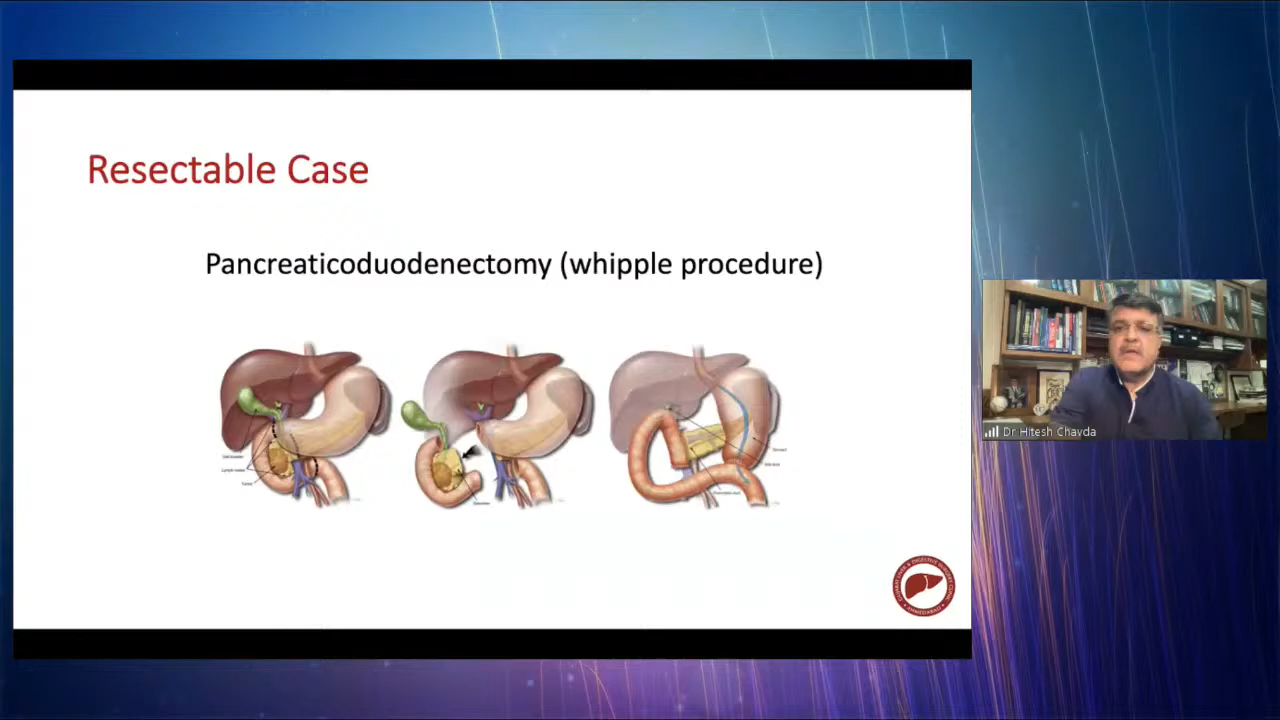 Resectable Case
Pancreaticoduodenectomy (whipple procedure)
Dr Hitesh Chavda